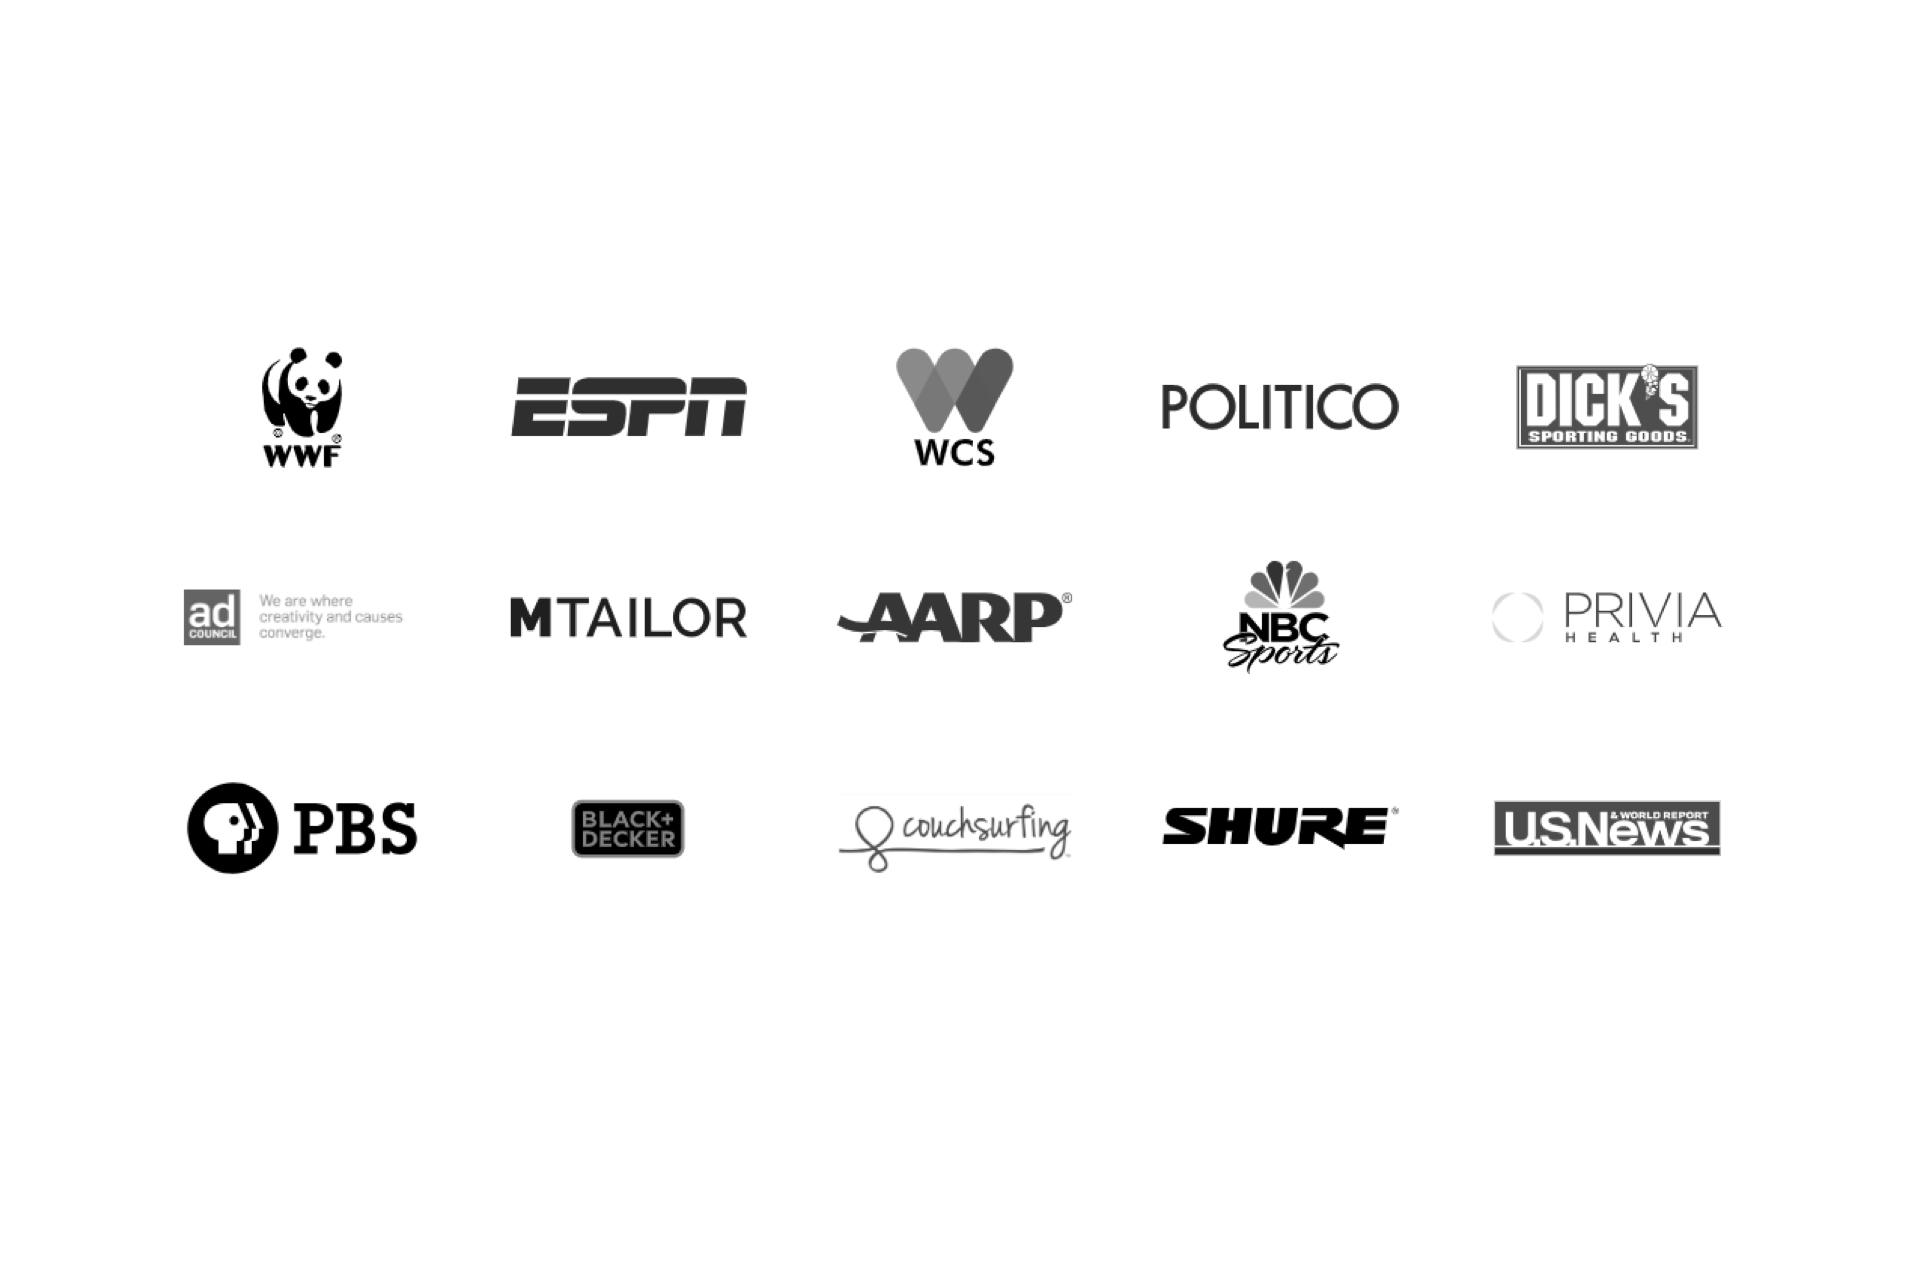 WWF
ESPN
WCS
POLITICO
DICK'S
SPORTING GOODS
ad
COUNCIL
We are where
creativity and causes
converge.
MTAILOR
AARP®
NBC
Sports
PRIVIA
HEALTH
PBS
BLACK+
DECKER
couchsurfing
SHURE®
& WORLD REPORT
U.S.News